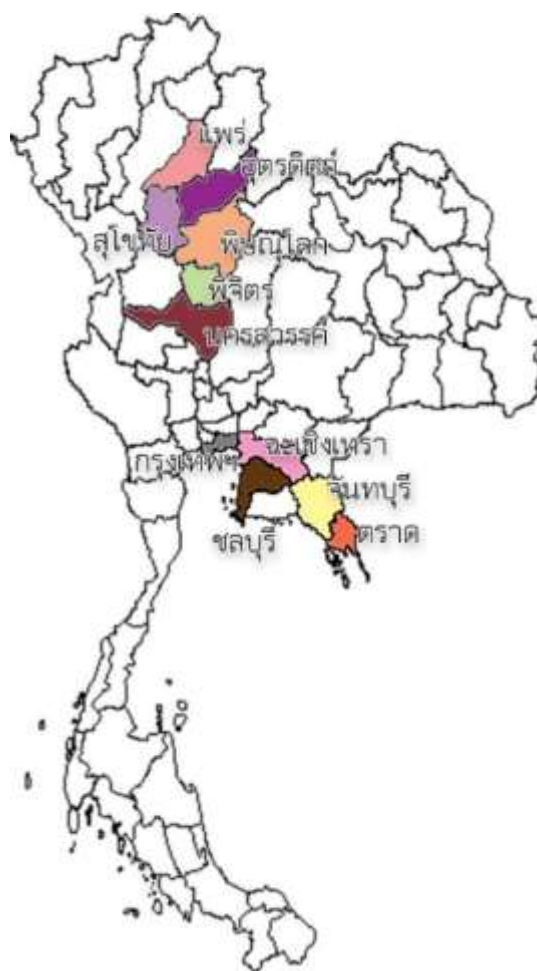 แพร่
อุตรดิตถ์
สุโขทัย
พิษณุโลก
พิจิตร
นครสวรรค์
ฉะเชิงเทรา
กรุงเทพฯ
จันทบุรี
ชลบุรี
ตราด